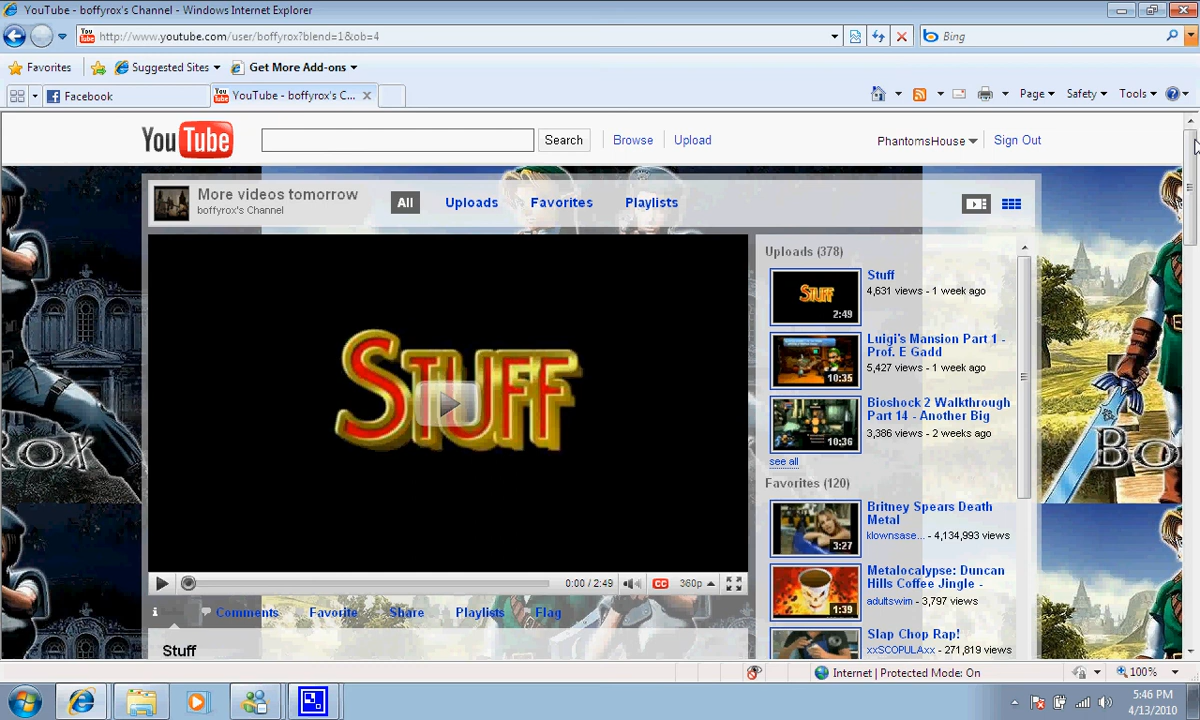 YouTube - boffyrox's Channel - Windows Internet Explorer
http://www.youtube.com/user/boffyrox?blend=1&ob=4
Bing
Favorites
Suggested Sites
Get More Add-ons
Facebook
YouTube - boffyrox's C...
Page
Safety
Tools
YouTube
Search
Browse
Upload
PhantomsHouse
Sign Out
More videos tomorrow
boffyrox's Channel
All
Uploads
Favorites
Playlists
STUFF
0:00 / 2:49
CC
360p
Comments
Favorite
Share
Playlists
Flag
Stuff
Uploads (378)
STUFF
2:49
Stuff
4,631 views - 1 week ago
10:35
Luigi's Mansion Part 1 -
Prof. E Gadd
5,427 views - 1 week ago
10:36
Bioshock 2 Walkthrough
Part 14 - Another Big
3,386 views - 2 weeks ago
see all
Favorites (120)
3:27
Britney Spears Death
Metal
klownsase... - 4,134,993 views
1:39
Metalocalypse: Duncan
Hills Coffee Jingle -
adultswim - 3,797 views
Slap Chop Rap!
xxSCOPULAxx - 271,819 views
ROX
BO
Internet | Protected Mode: On
100%
5:46 PM
4/13/2010